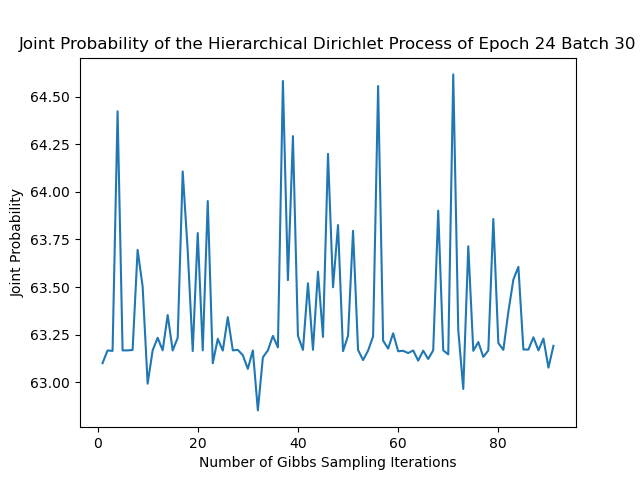 Joint Probability of the Hierarchical Dirichlet Process of Epoch 24 Batch 30
64.50
64.25
64.00
63.75
63.50
63.25
63.00
Joint Probability
0 20 40 60 80
Number of Gibbs Sampling Iterations